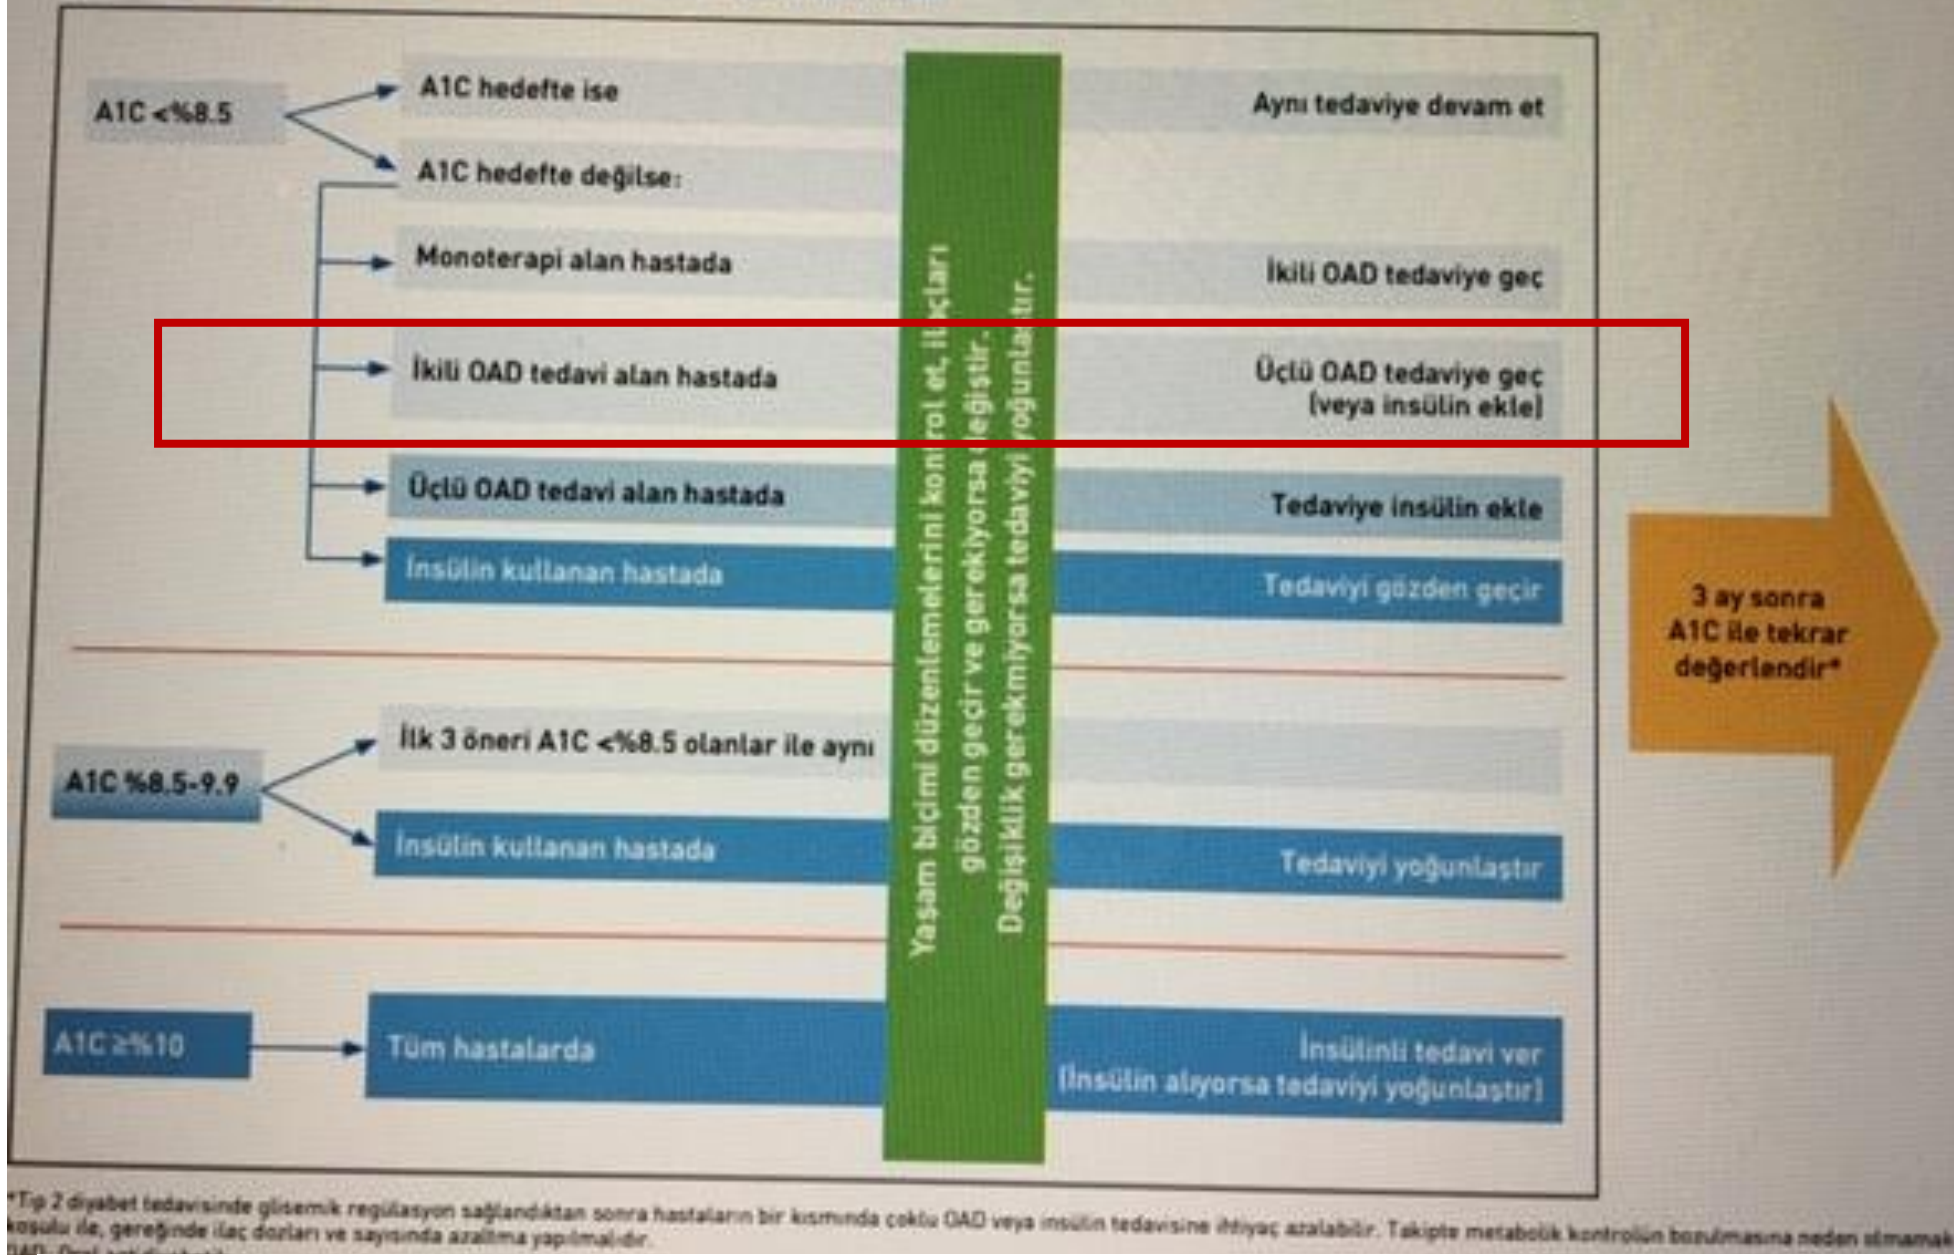 A1C <%8.5
A1C hedefte ise
Aynı tedaviye devam et
A1C hedefte değilse:
Monoterapi alan hastada
İkili OAD tedaviye geç
İkili OAD tedavi alan hastada
Üçlü OAD tedaviye geç
(veya insülin ekle)
Üçlü OAD tedavi alan hastada
Tedaviye insülin ekle
İnsülin kullanan hastada
Tedaviyi gözden geçir
A1C %8.5-9.9
İlk 3 öneri A1C <%8.5 olanlar ile aynı
İnsülin kullanan hastada
Tedaviyi yoğunlaştır
A1C ≥%10
Tüm hastalarda
İnsülinli tedavi ver
(İnsülin alıyorsa tedaviyi yoğunlaştır)
Yaşam biçimi düzenlemelerini kontrol et, ilaçları
gözden geçir ve gerekiyorsa değiştir.
Değişiklik gerekmiyorsa tedaviyi yoğunlaştır.
3 ay sonra
A1C ile tekrar
değerlendir*
*Tip 2 diyabet tedavisinde glisemik regülasyon sağlandıktan sonra hastaların bir kısmında çoklu OAD veya insülin tedavisine ihtiyaç azalabilir. Takipte metabolik kontrolün bozulmasına neden olmamak
koşulu ile, gereğinde ilaç dozları ve sayısında azaltma yapılmalıdır.